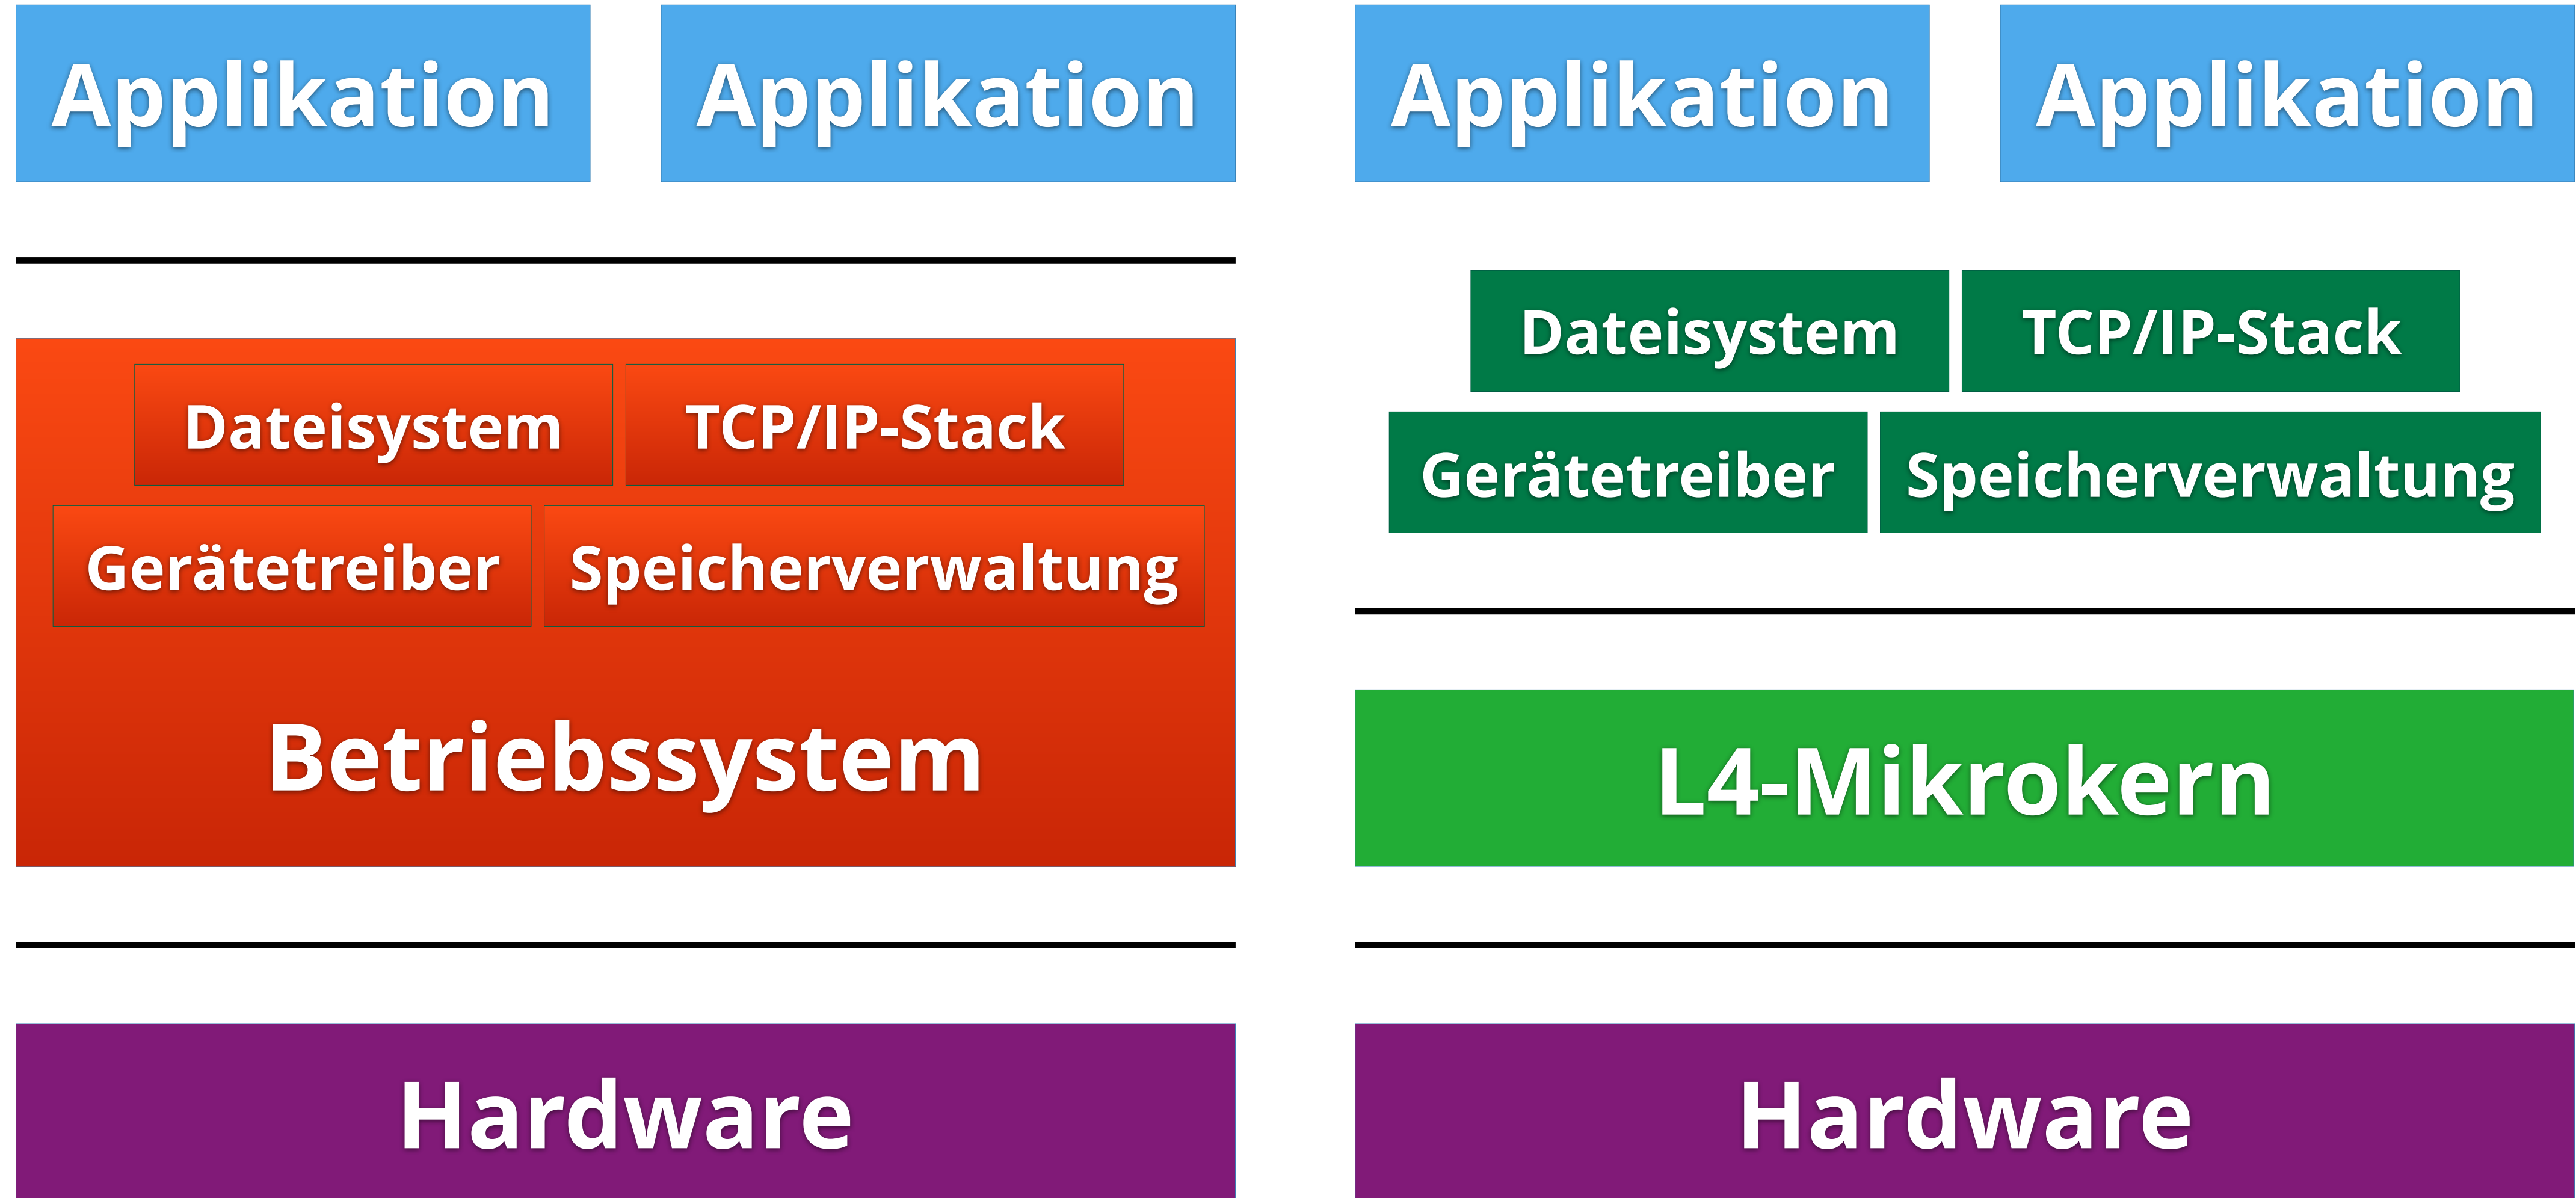 Applikation
Applikation
Dateisystem
TCP/IP-Stack
Gerätetreiber
Speicherverwaltung
Betriebssystem
Hardware
Applikation
Applikation
Dateisystem
TCP/IP-Stack
Gerätetreiber
Speicherverwaltung
L4-Mikrokern
Hardware